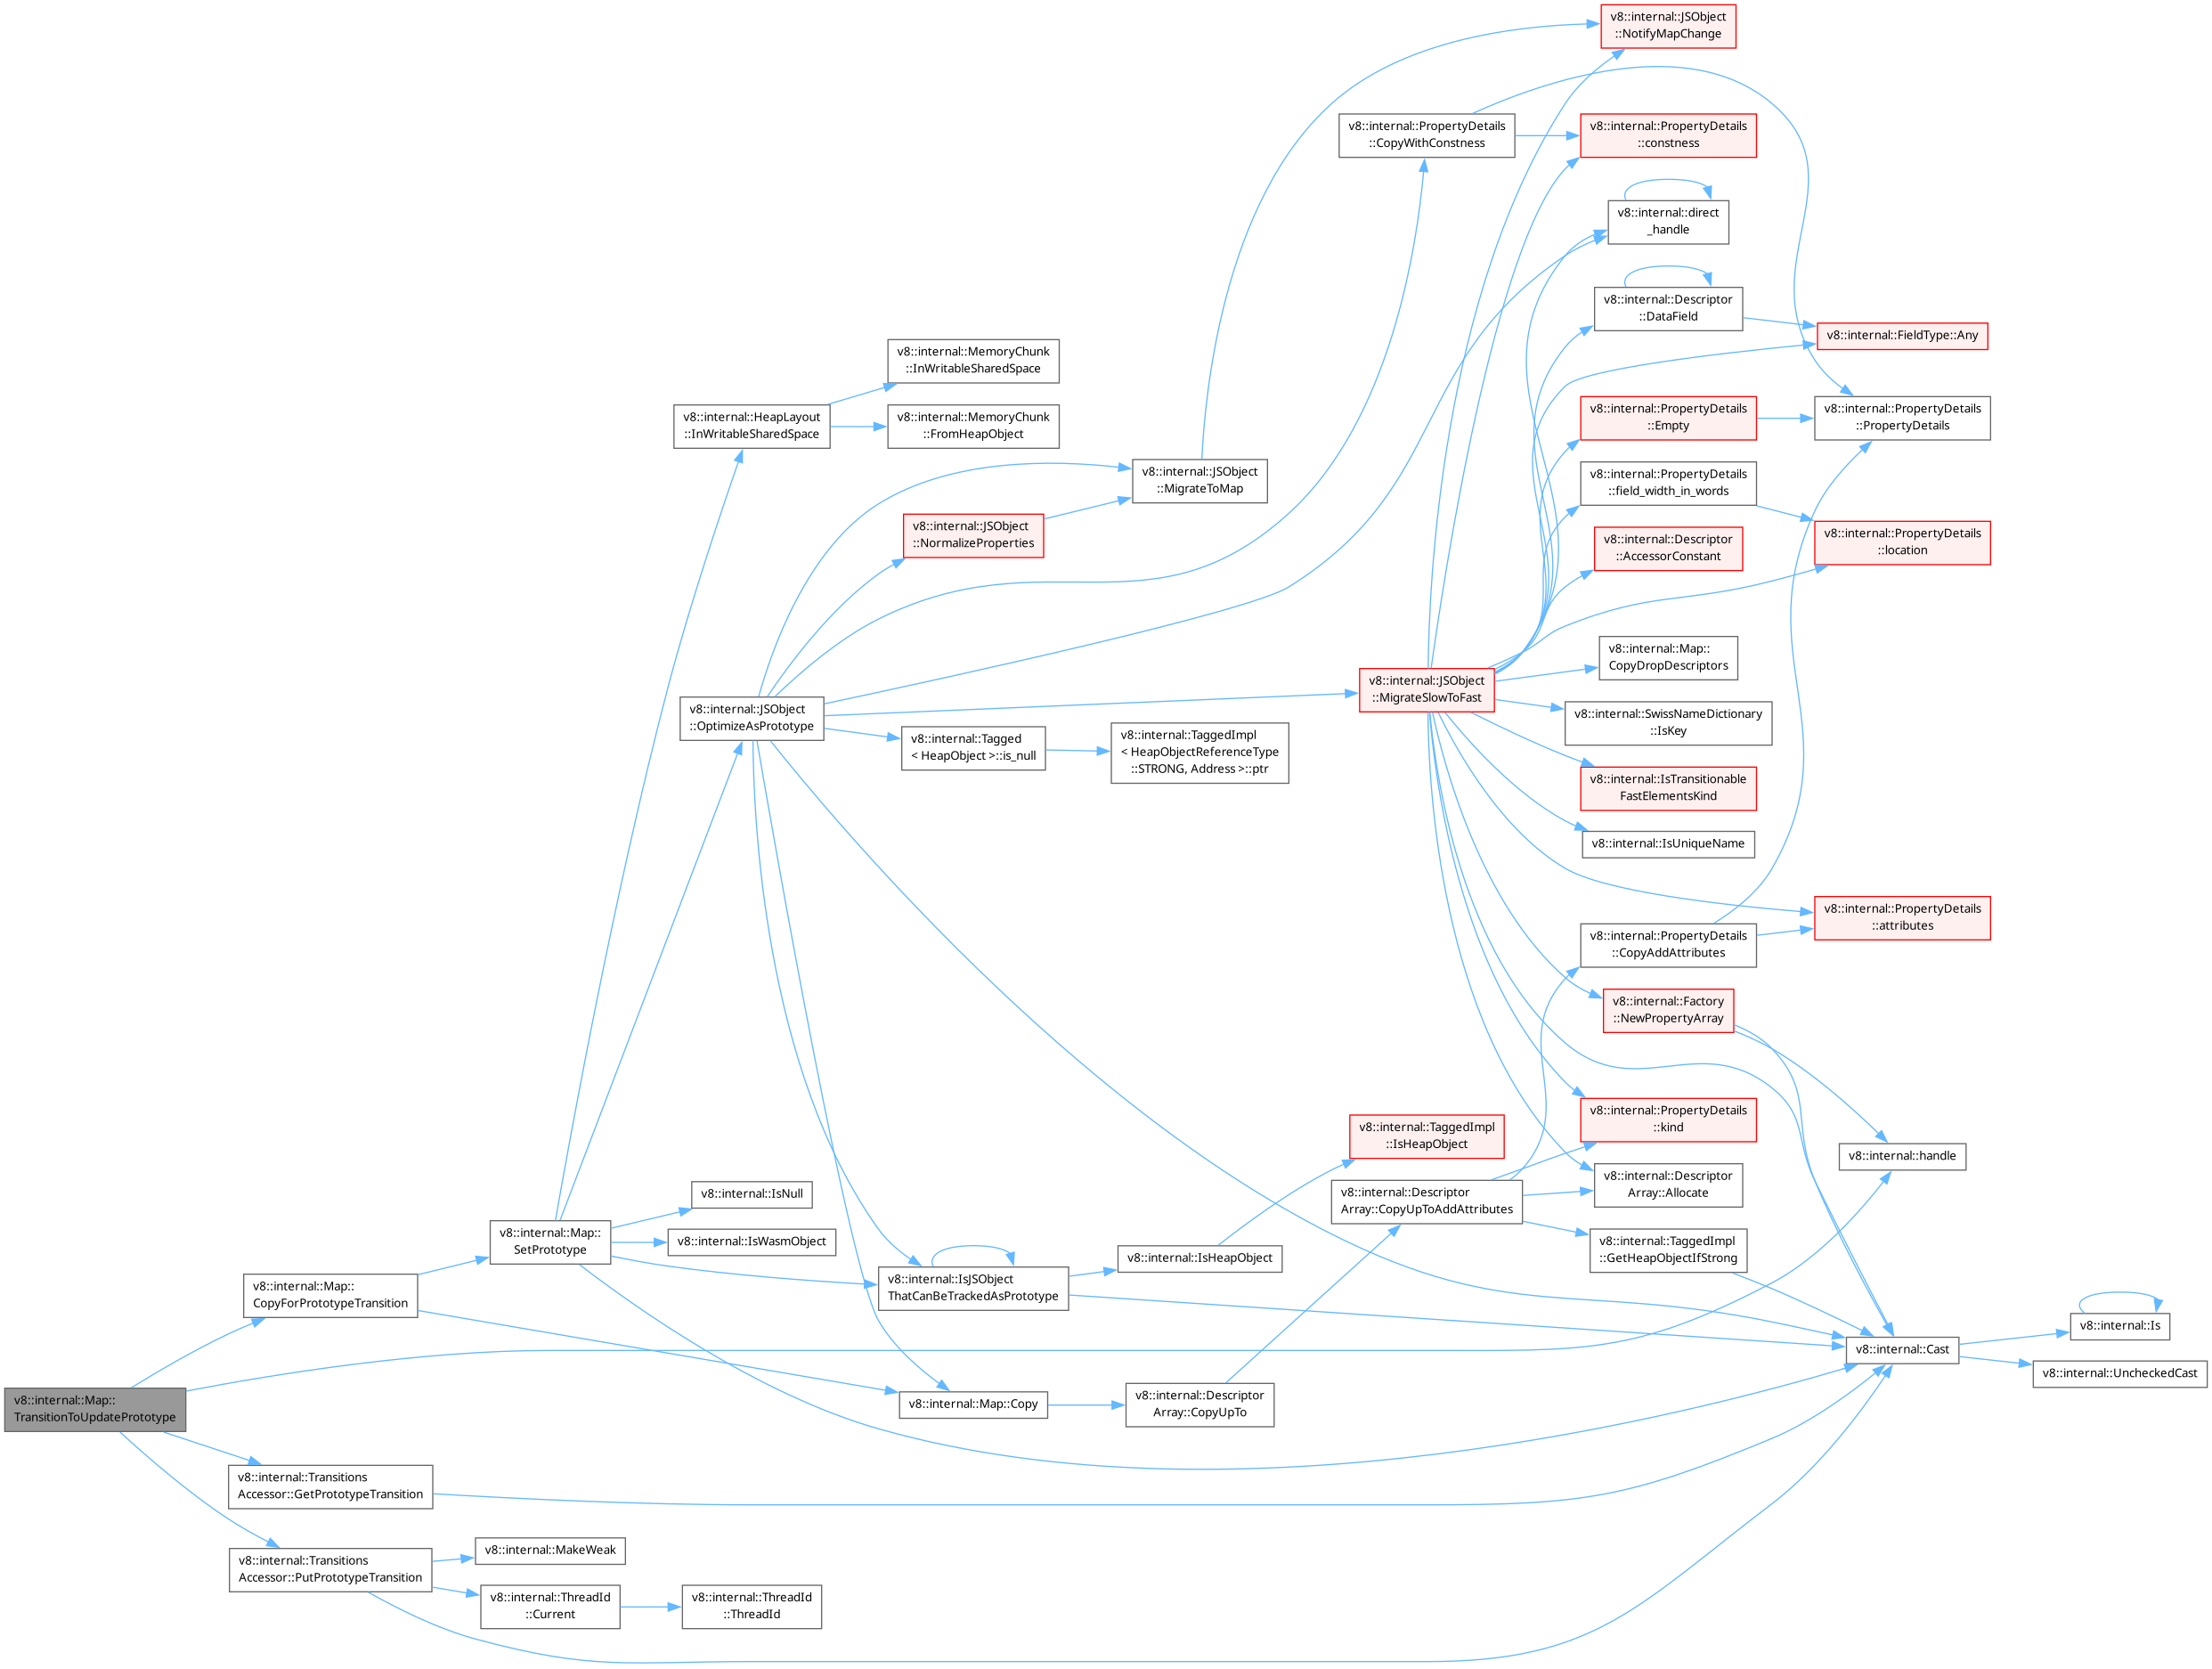 v8::internal::JSObject
::NotifyMapChange
v8::internal::PropertyDetails
::CopyWithConstness
v8::internal::PropertyDetails
::constness
v8::internal::direct
_handle
v8::internal::Descriptor
::DataField
v8::internal::FieldType::Any
v8::internal::MemoryChunk
::InWritableSharedSpace
v8::internal::HeapLayout
::InWritableSharedSpace
v8::internal::MemoryChunk
::FromHeapObject
v8::internal::PropertyDetails
::Empty
v8::internal::PropertyDetails
::PropertyDetails
v8::internal::JSObject
::MigrateToMap
v8::internal::PropertyDetails
::field_width_in_words
v8::internal::JSObject
::NormalizeProperties
v8::internal::Descriptor
::AccessorConstant
v8::internal::PropertyDetails
::location
v8::internal::Map::
CopyDropDescriptors
v8::internal::JSObject
::OptimizeAsPrototype
v8::internal::JSObject
::MigrateSlowToFast
v8::internal::SwissNameDictionary
::IsKey
v8::internal::Tagged
< HeapObject >::is_null
v8::internal::TaggedImpl
< HeapObjectReferenceType
::STRONG, Address >::ptr
v8::internal::IsTransitionable
FastElementsKind
v8::internal::IsUniqueName
v8::internal::PropertyDetails
::CopyAddAttributes
v8::internal::PropertyDetails
::attributes
v8::internal::Factory
::NewPropertyArray
v8::internal::TaggedImpl
::IsHeapObject
v8::internal::PropertyDetails
::kind
v8::internal::handle
v8::internal::IsNull
v8::internal::Descriptor
Array::CopyUpToAddAttributes
v8::internal::Descriptor
Array::Allocate
v8::internal::Map::
SetPrototype
v8::internal::IsWasmObject
v8::internal::IsHeapObject
v8::internal::TaggedImpl
::GetHeapObjectIfStrong
v8::internal::Map::
CopyForPrototypeTransition
v8::internal::IsJSObject
ThatCanBeTrackedAsPrototype
v8::internal::Is
v8::internal::Cast
v8::internal::UncheckedCast
v8::internal::Map::
TransitionToUpdatePrototype
v8::internal::Map::Copy
v8::internal::Descriptor
Array::CopyUpTo
v8::internal::Transitions
Accessor::GetPrototypeTransition
v8::internal::Transitions
Accessor::PutPrototypeTransition
v8::internal::MakeWeak
v8::internal::ThreadId
::Current
v8::internal::ThreadId
::ThreadId